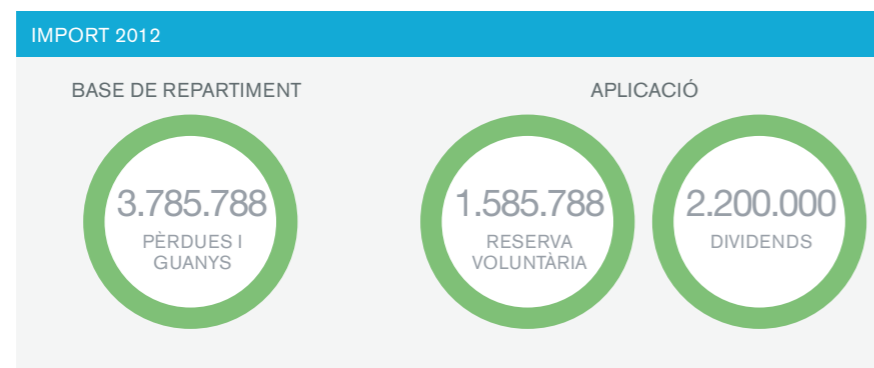 IMPORT 2012
BASE DE REPARTIMENT
3.785.788
PÈRDUES I
GUANYS
APLICACIÓ
1.585.788
RESERVA
VOLUNTÀRIA
2.200.000
DIVIDENDS